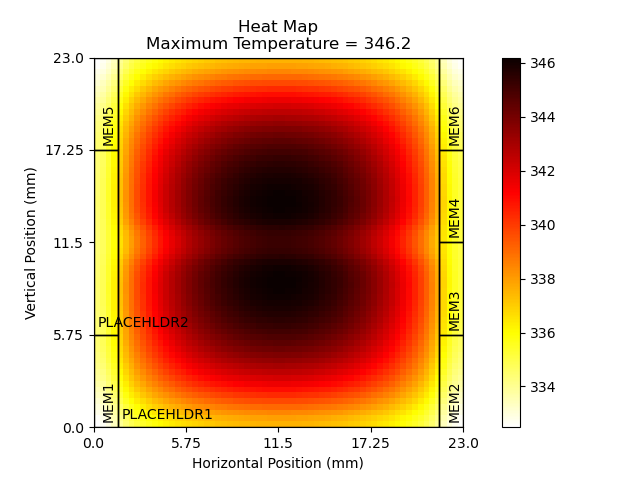 Heat Map
Maximum Temperature = 346.2
23.0
17.25
11.5
5.75
0.0
Vertical Position (mm)
MEM5
MEM6
MEM4
MEM3
PLACEHLDR2
MEM1
PLACEHLDR1
MEM2
0.0 5.75 11.5 17.25 23.0
Horizontal Position (mm)
346
344
342
340
338
336
334